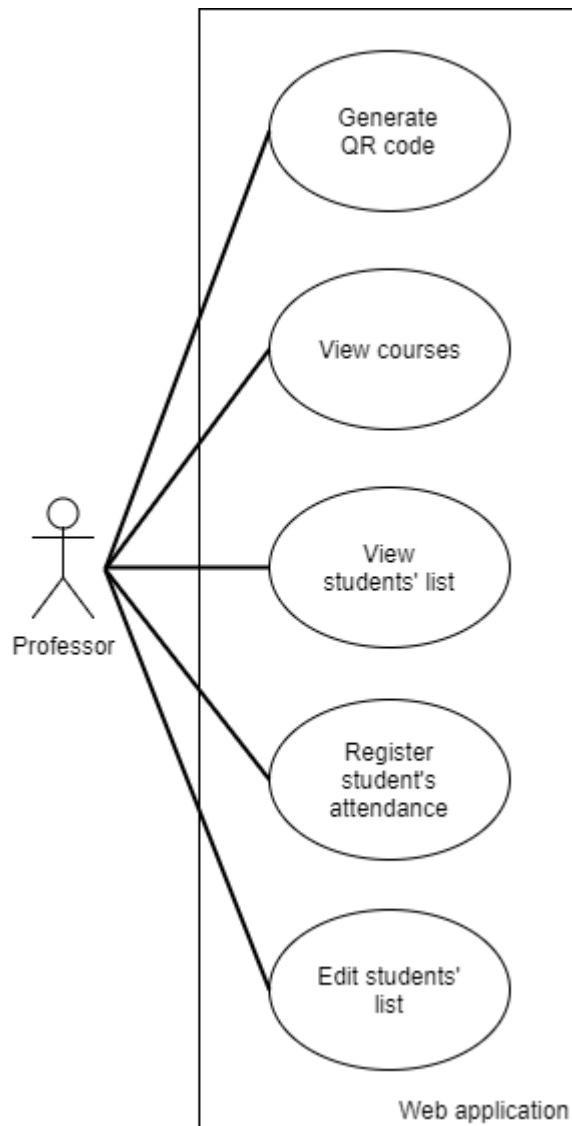 Generate
QR code
View courses
View
students' list
Professor
Register
student's
attendance
Edit students'
list
Web application